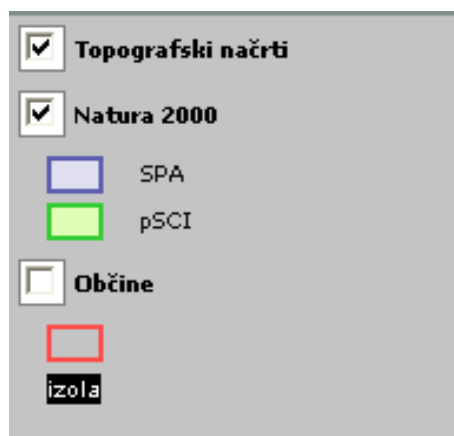 Topografski načrti
Natura 2000
SPA
pSCI
Občine
izola